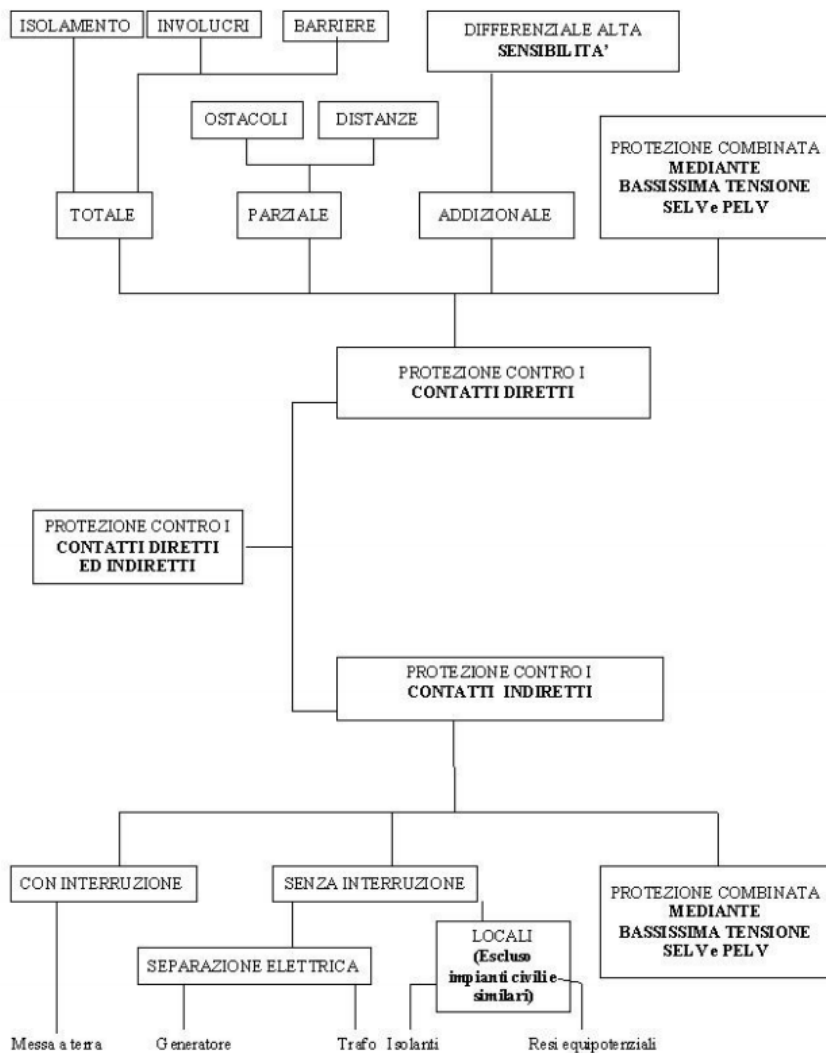 ISOLAMENTO
INVOLUCRI
BARRIERE
DIFFERENZIALE ALTA
SENSIBILITA'
OSTACOLI
DISTANZE
PROTEZIONE COMBINATA
MEDIANTE
BASSISSIMA TENSIONE
SELV e PELV
TOTALE
PARZIALE
ADDIZIONALE
PROTEZIONE CONTRO I
CONTATTI DIRETTI
PROTEZIONE CONTRO I
CONTATTI DIRETTI
ED INDIRETTI
PROTEZIONE CONTRO I
CONTATTI INDIRETTI
CON INTERRUZIONE
SENZA INTERRUZIONE
PROTEZIONE COMBINATA
MEDIANTE
BASSISSIMA TENSIONE
SELV e PELV
SEPARAZIONE ELETTRICA
LOCALI
(Escluso
impianti civili e
similari)
Messa a terra
Generatore
Trafo
Isolanti
Resi equipotenziali